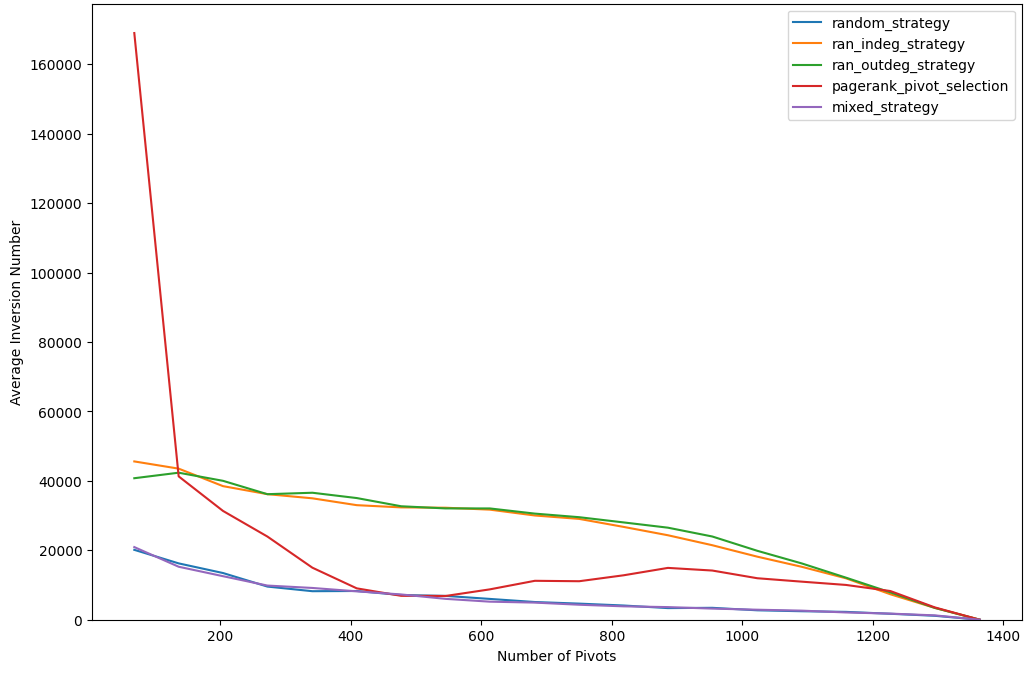 random_strategy
ran_indeg_strategy
ran_outdeg_strategy
pagerank_pivot_selection
mixed_strategy
160000
140000
120000
100000
80000
60000
40000
20000
0
Average Inversion Number
200 400 600 800 1000 1200 1400
Number of Pivots